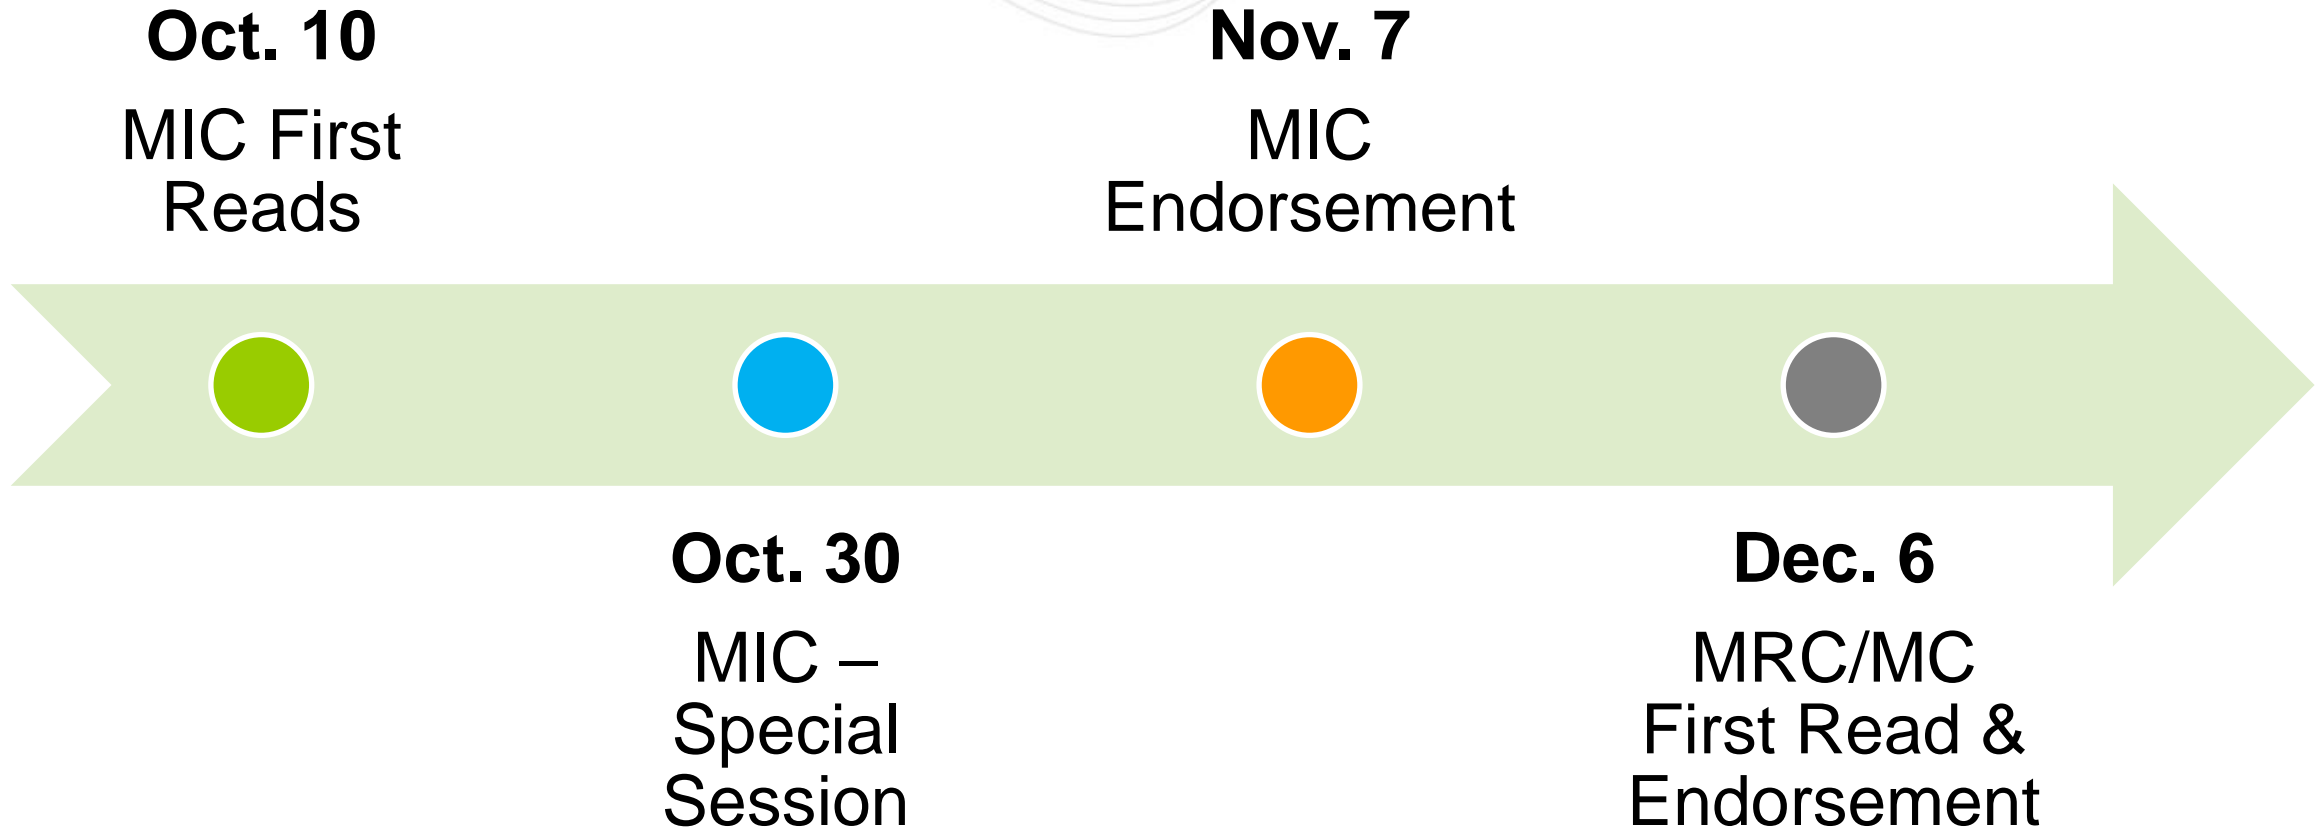 Oct. 10
MIC First
Reads
Oct. 30
MIC –
Special
Session
Nov. 7
MIC
Endorsement
Dec. 6
MRC/MC
First Read &
Endorsement